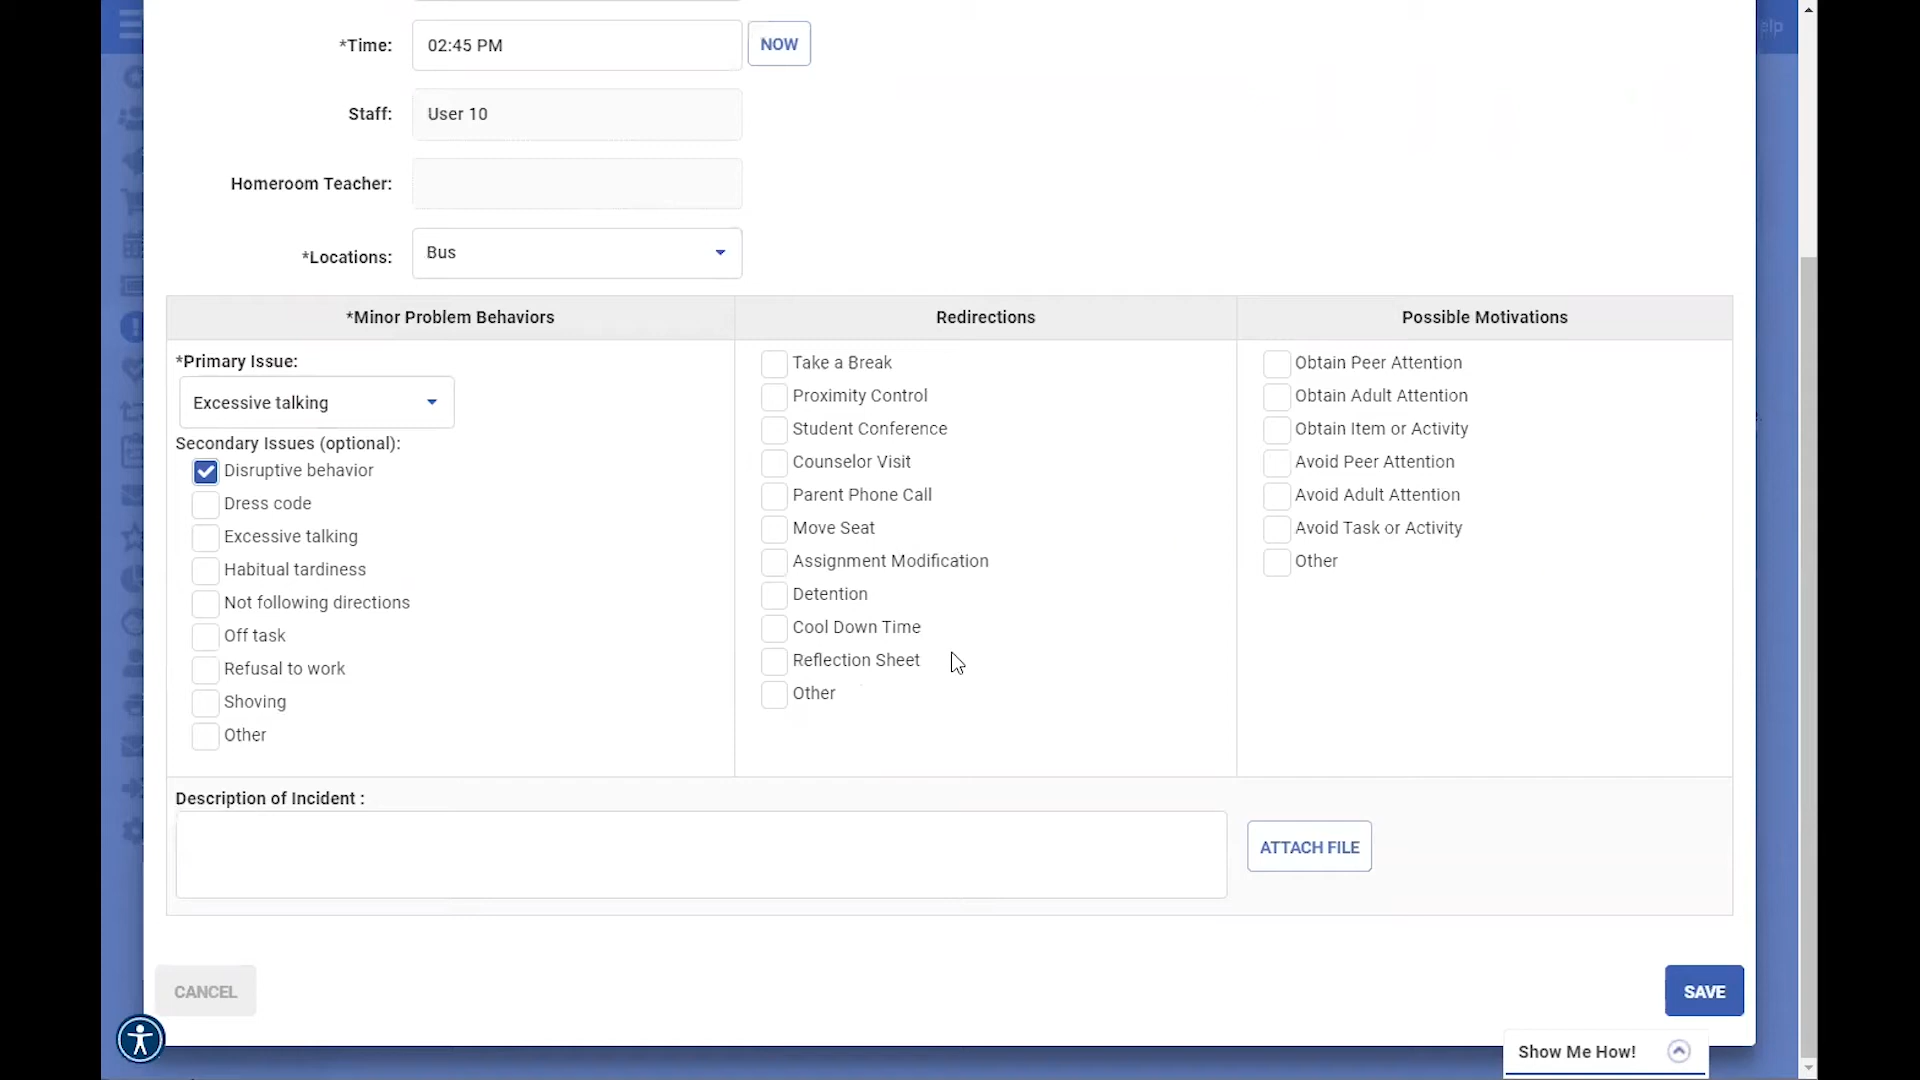 elp
*Time:
02:45 PM
NOW
Staff:
User 10
Homeroom Teacher:
*Locations:
Bus
*Minor Problem Behaviors
Redirections
Possible Motivations
*Primary Issue:
Excessive talking
Secondary Issues (optional):
Disruptive behavior
Dress code
Excessive talking
Habitual tardiness
Not following directions
Off task
Refusal to work
Shoving
Other
Take a Break
Proximity Control
Student Conference
Counselor Visit
Parent Phone Call
Move Seat
Assignment Modification
Detention
Cool Down Time
Reflection Sheet
Other
Obtain Peer Attention
Obtain Adult Attention
Obtain Item or Activity
Avoid Peer Attention
Avoid Adult Attention
Avoid Task or Activity
Other
Description of Incident :
ATTACH FILE
CANCEL
SAVE
Show Me How!